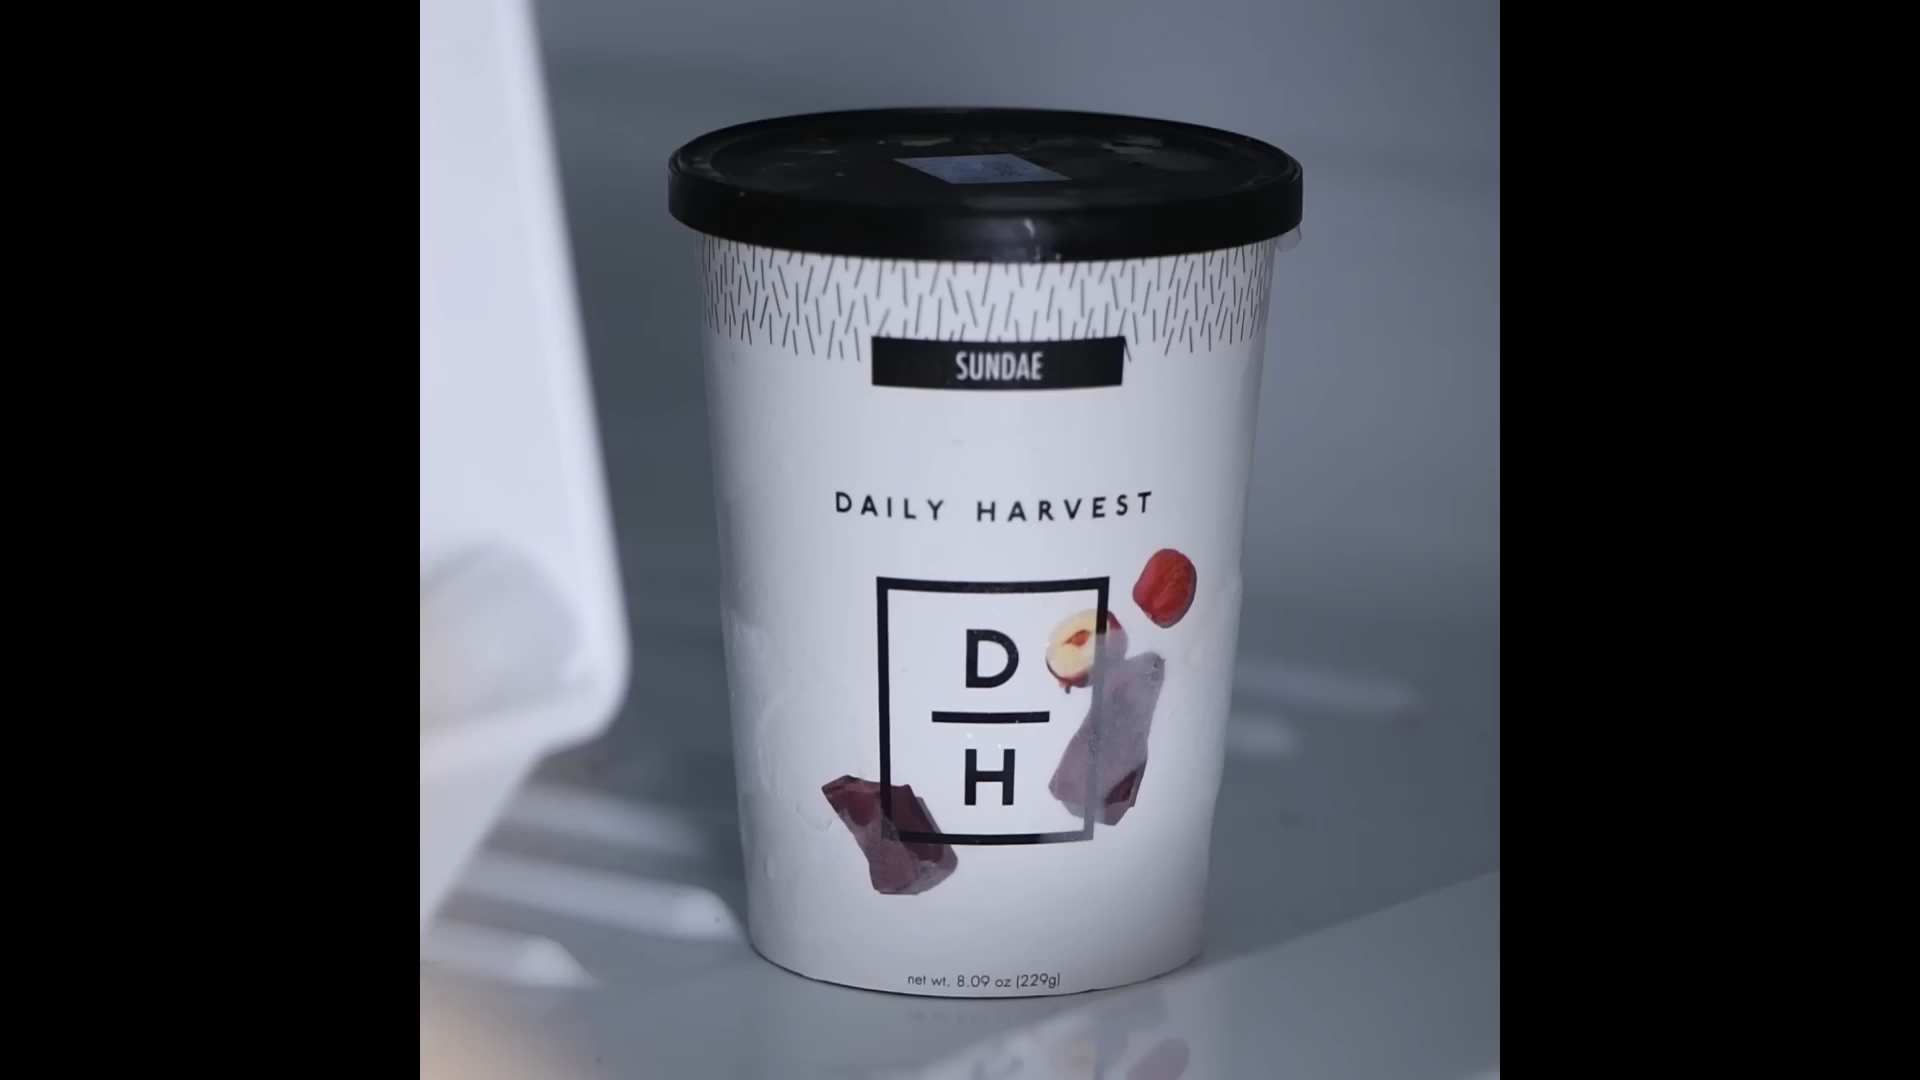 SUNDAE
DAILY HARVEST
D
H
net wt. 8.09 oz (229g)